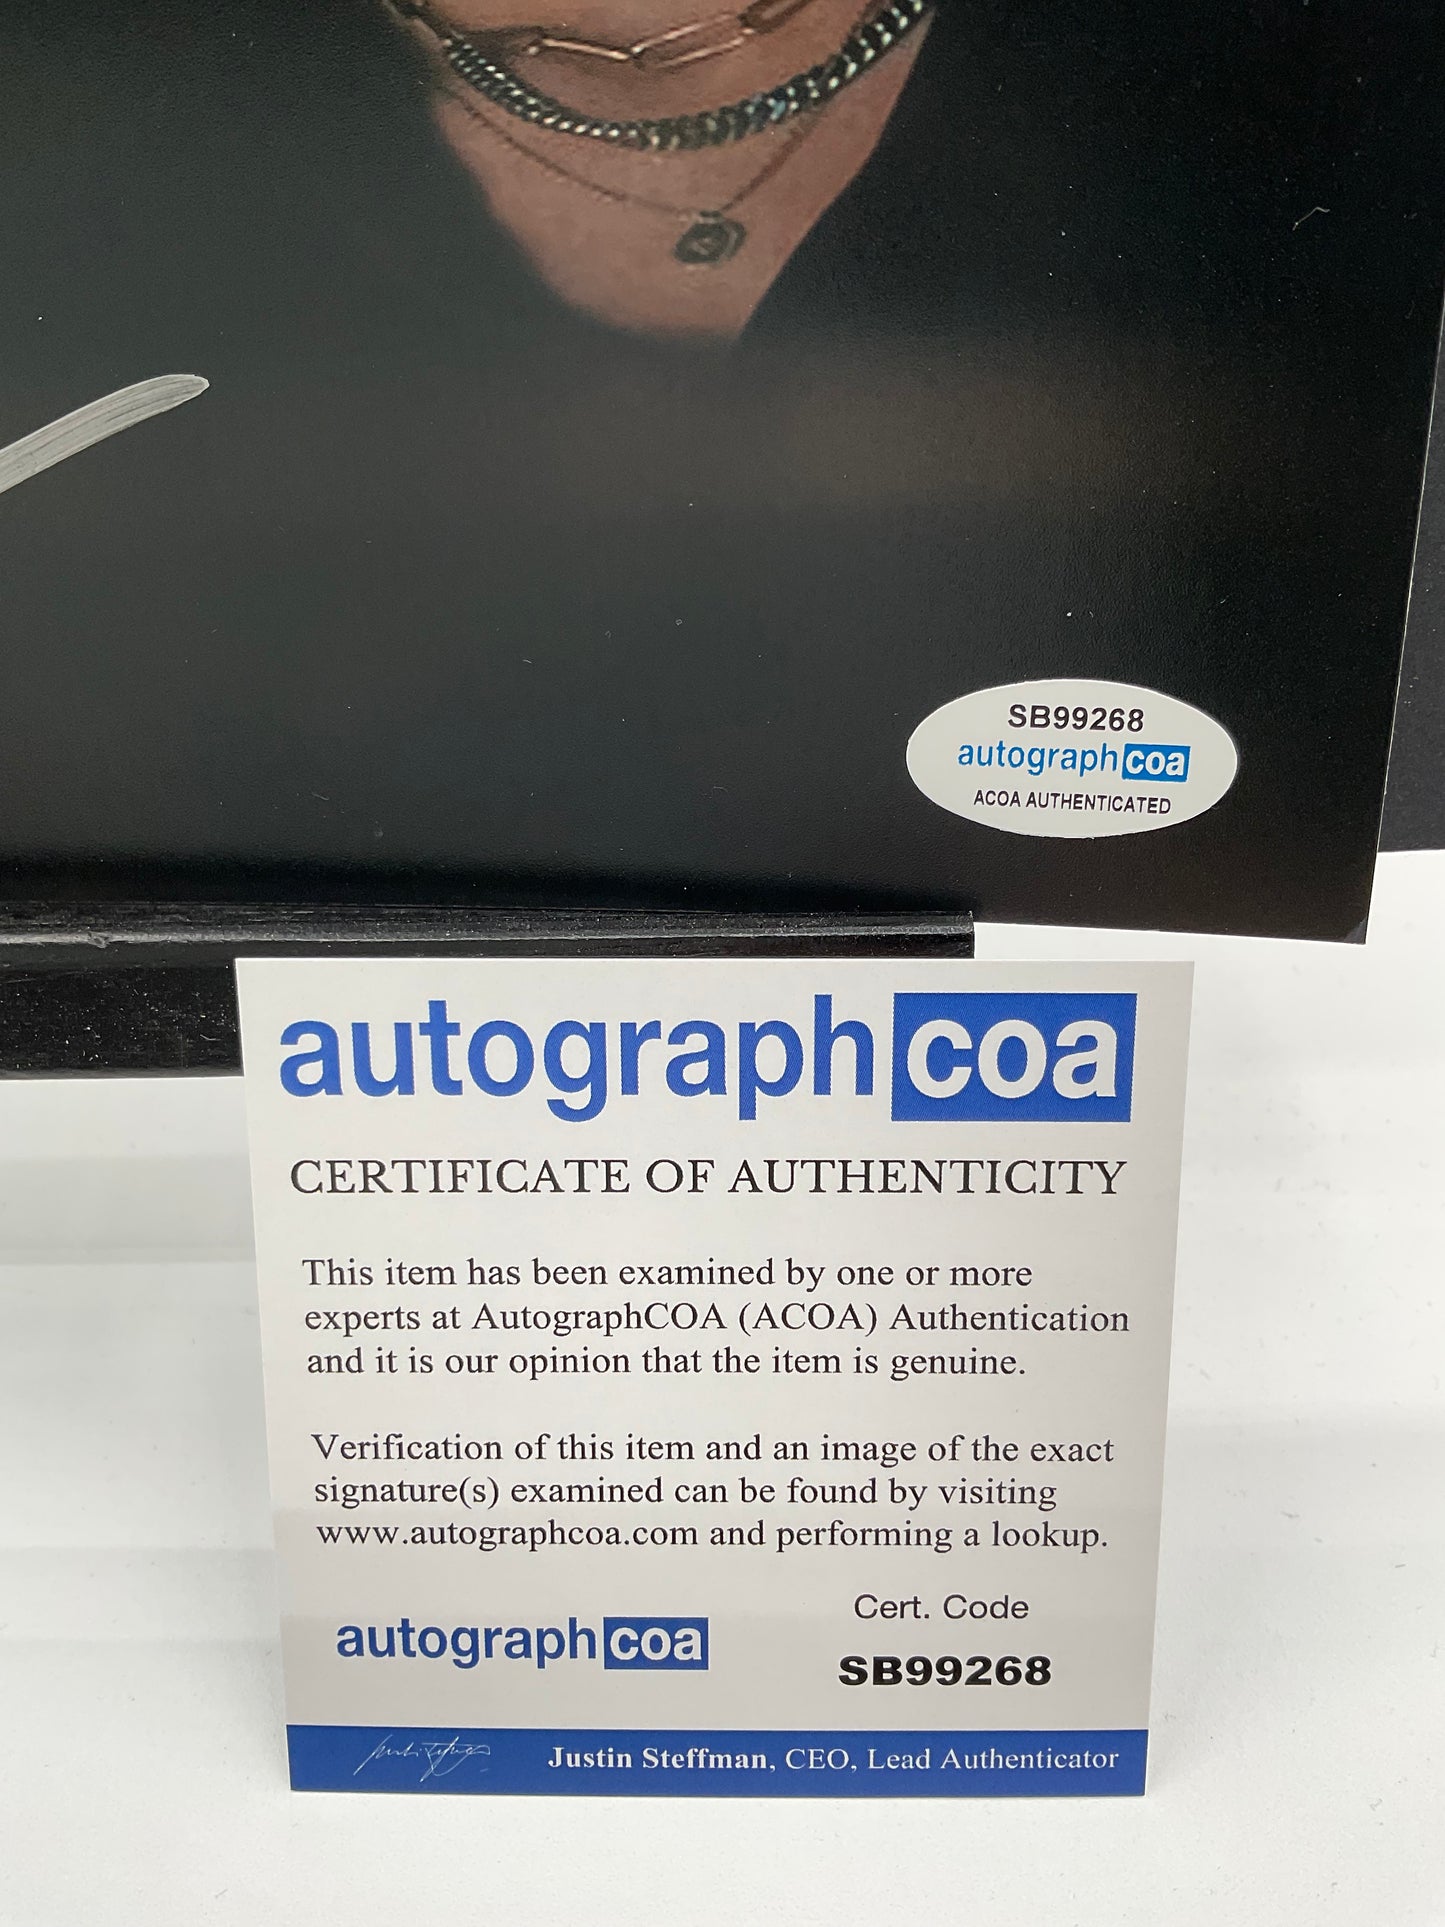 SB99268
autographcoa
ACOA AUTHENTICATED
autographcoa
CERTIFICATE OF AUTHENTICITY
This item has been examined by one or more
experts at AutographCOA (ACOA) Authentication
and it is our opinion that the item is genuine.
Verification of this item and an image of the exact
signature(s) examined can be found by visiting
www.autographcoa.com and performing a lookup.
autographcoa
Cert. Code
SB99268
Justin Steffman, CEO, Lead Authenticator